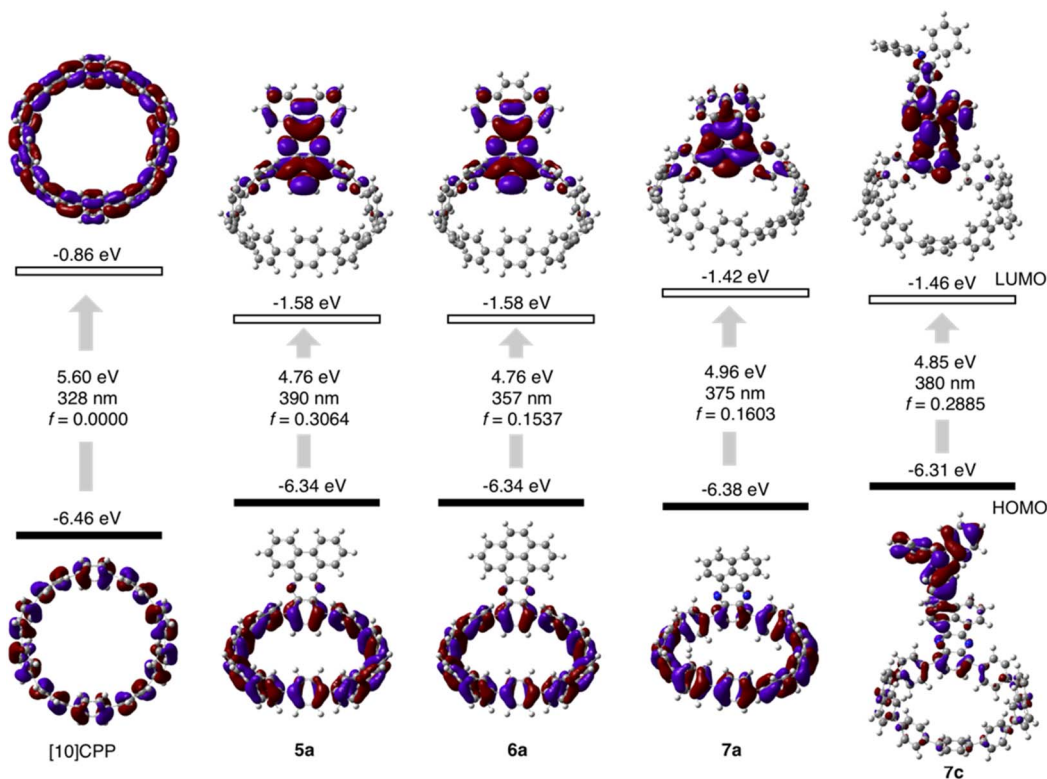 -0.86 eV
5.60 eV
328 nm
f = 0.0000
-6.46 eV
[10]CPP
-1.58 eV
4.76 eV
390 nm
f = 0.3064
-6.34 eV
5a
-1.58 eV
4.76 eV
357 nm
f = 0.1537
-6.34 eV
6a
-1.42 eV
4.96 eV
375 nm
f = 0.1603
-6.38 eV
7a
LUMO
-1.46 eV
4.85 eV
380 nm
f = 0.2885
-6.31 eV
HOMO
7c